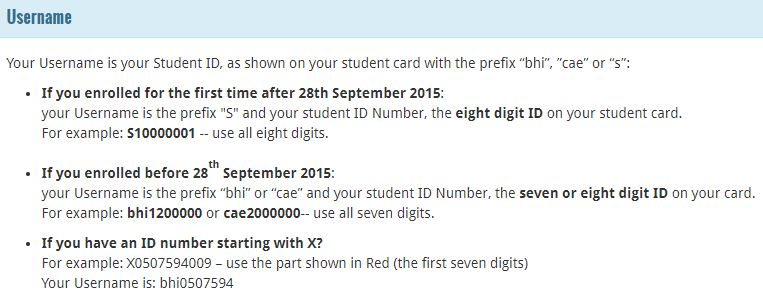 Username
Your Username is your Student ID, as shown on your student card with the prefix “bhi”, ”cae” or “s”:
• If you enrolled for the first time after 28th September 2015:
your Username is the prefix "S" and your student ID Number, the eight digit ID on your student card.
For example: S10000001 -- use all eight digits.
• If you enrolled before 28th September 2015:
your Username is the prefix “bhi” or “cae” and your student ID Number, the seven or eight digit ID on your card.
For example: bhi1200000 or cae2000000-- use all seven digits.
• If you have an ID number starting with X?
For example: X0507594009 – use the part shown in Red (the first seven digits)
Your Username is: bhi0507594